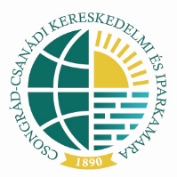 CSONGRÁD-CSANÁDI KERESKEDELMI ÉS IPARKAMARA
1890